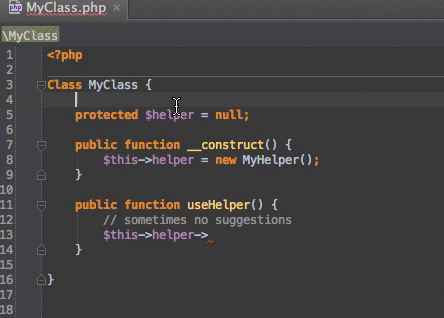 MyClass.php
\MyClass
1 <?php
2
3 Class MyClass {
4
5 protected $helper = null;
6
7 public function __construct() {
8 $this->helper = new MyHelper();
9 }
10
11 public function useHelper() {
12 // sometimes no suggestions
13 $this->helper->
14 }
15
16 }
17
18